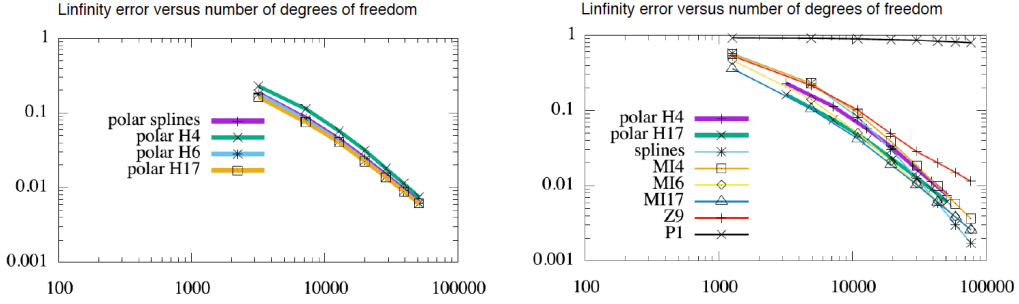 Linfinity error versus number of degrees of freedom
1
0.1
0.01
0.001
100
1000
10000
100000
polar splines
polar H4
polar H6
polar H17
Linfinity error versus number of degrees of freedom
1
0.1
0.01
0.001
100
1000
10000
100000
polar H4
polar H17
splines
MI4
MI6
MI17
Z9
P1